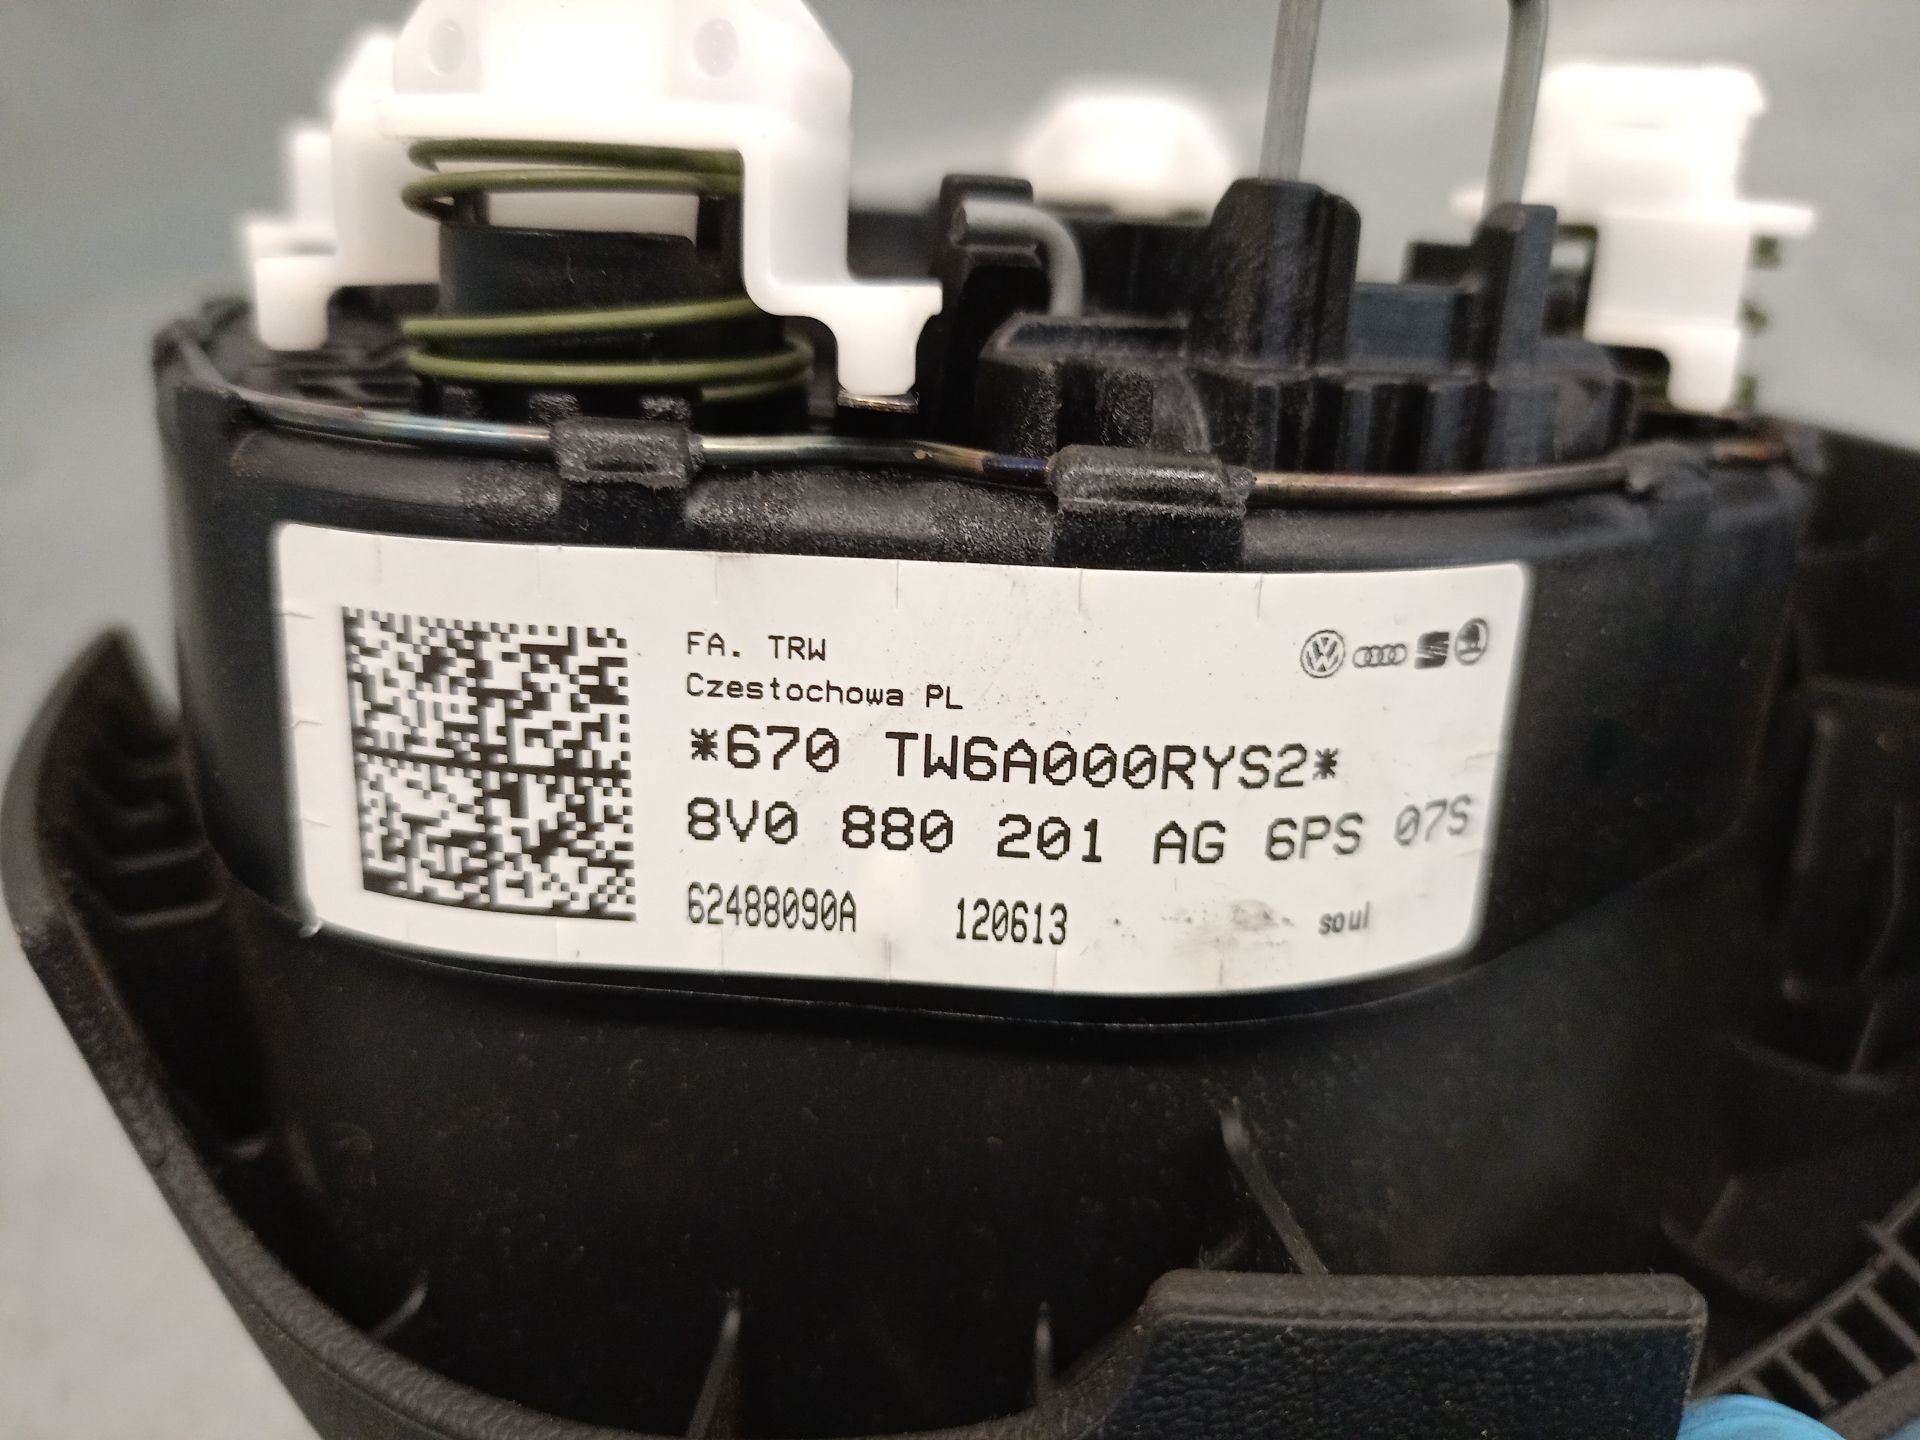 FA. TRW
Czestochowa PL
*670 TW6A000RYS2*
8V0 880 201 AG 6PS 07S
62488090A 120613 soul